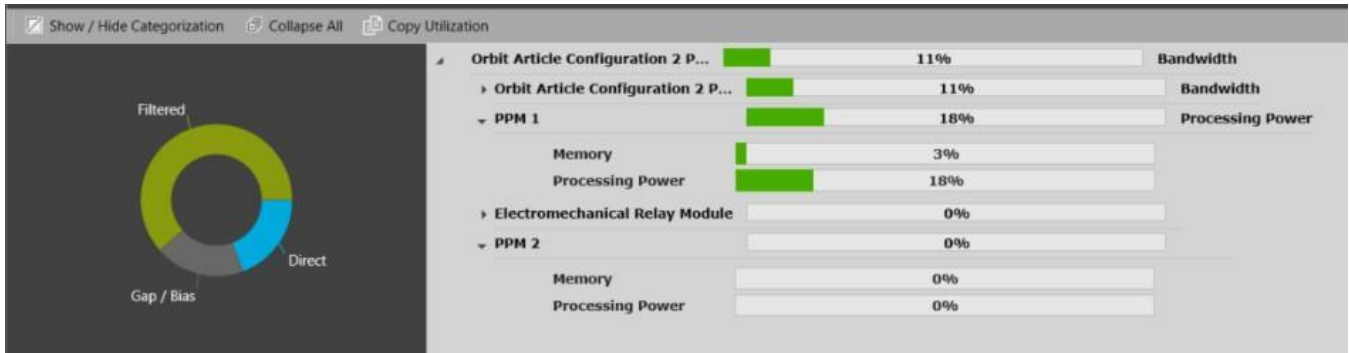 Show / Hide Categorization Collapse All Copy Utilization
Filtered
Direct
Gap / Bias
Orbit Article Configuration 2 P... 11% Bandwidth
Orbit Article Configuration 2 P... 11% Bandwidth
PPM 1 18% Processing Power
Memory 3%
Processing Power 18%
Electromechanical Relay Module 0%
PPM 2 0%
Memory 0%
Processing Power 0%